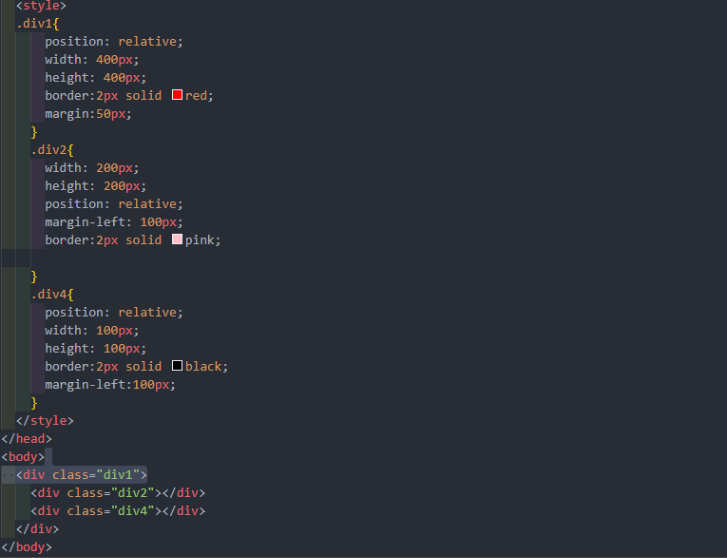 <style>
.div1{
position: relative;
width: 400px;
height: 400px;
border:2px solid red;
margin:50px;
}
.div2{
width: 200px;
height: 200px;
position: relative;
margin-left: 100px;
border:2px solid pink;
}
.div4{
position: relative;
width: 100px;
height: 100px;
border:2px solid black;
margin-left:100px;
}
</style>
</head>
<body>
<div class="div1">
<div class="div2"></div>
<div class="div4"></div>
</div>
</body>